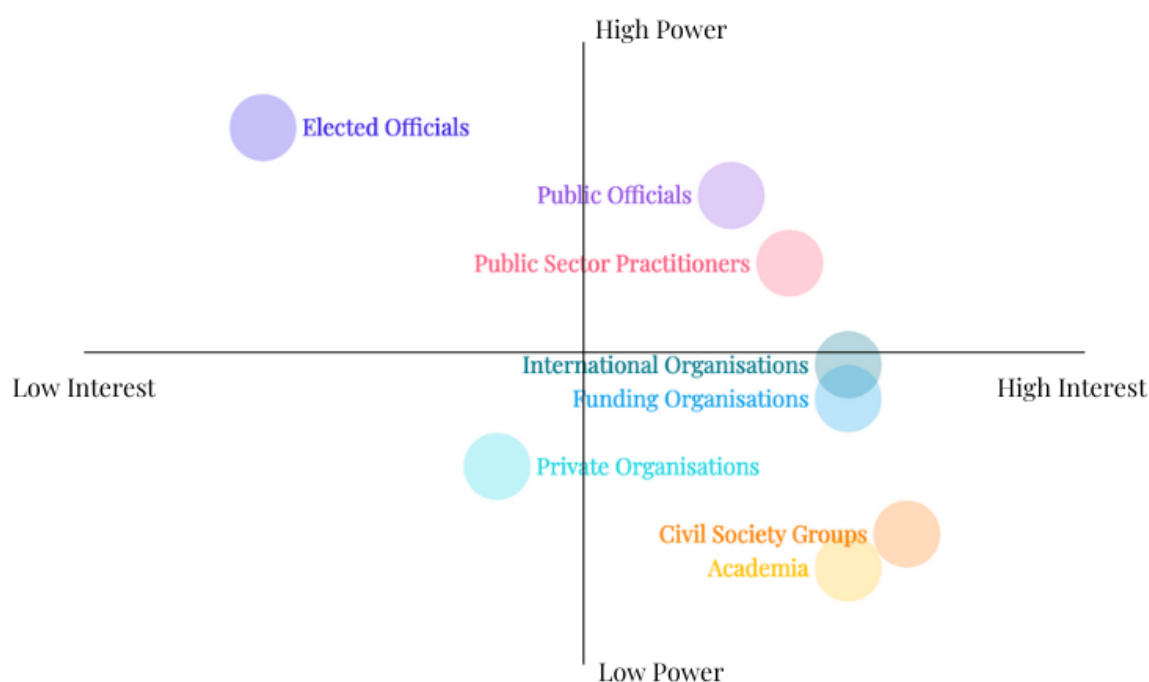 High Power
Elected Officials
Public Officials
Public Sector Practitioners
International Organisations
Low Interest
High Interest
Funding Organisations
Private Organisations
Civil Society Groups
Academia
Low Power